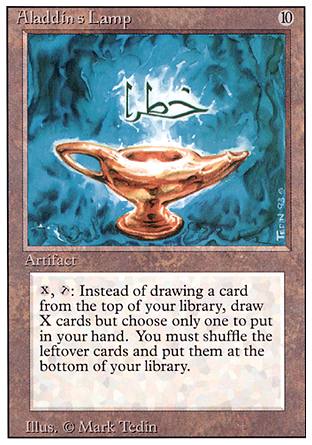 Aladdin's Lamp 10
خطرا
TEDIN 93 ©
Artifact
X, T: Instead of drawing a card
from the top of your library, draw
X cards but choose only one to put
in your hand. You must shuffle the
leftover cards and put them at the
bottom of your library.
Illus. © Mark Tedin